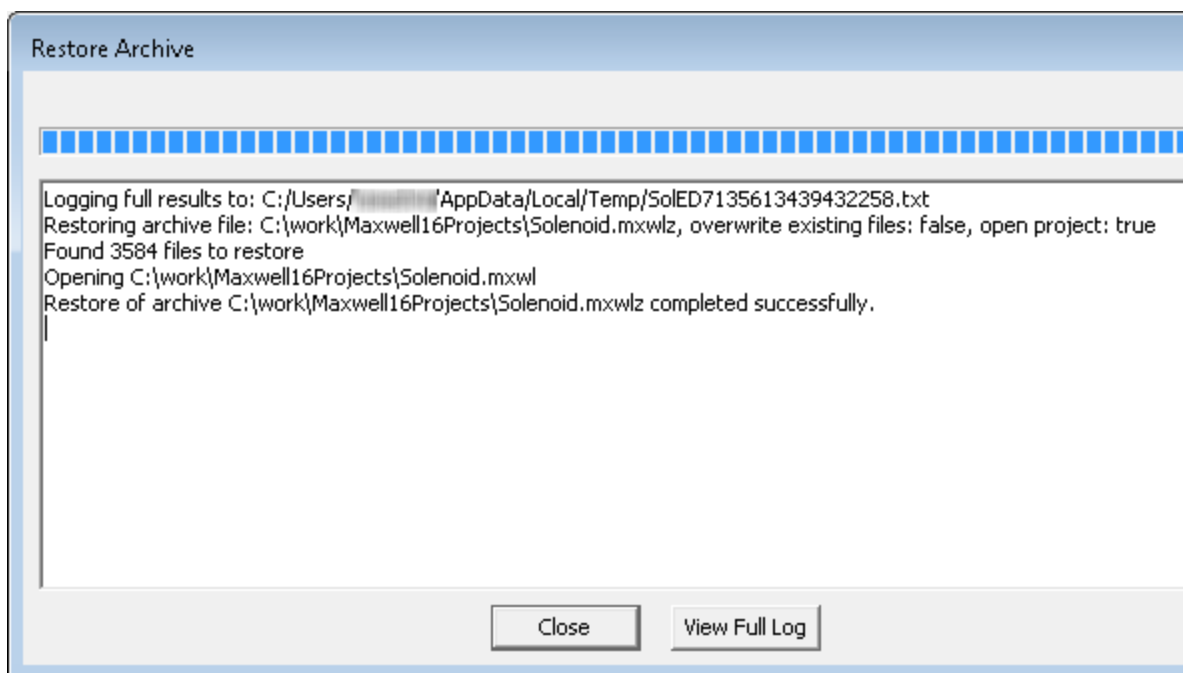 Restore Archive
Logging full results to: C:/Users/ /AppData/Local/Temp/SolED7135613439432258.txt
Restoring archive file: C:\work\Maxwell16Projects\Solenoid.mxwlz, overwrite existing files: false, open project: true
Found 3584 files to restore
Opening C:\work\Maxwell16Projects\Solenoid.mxwl
Restore of archive C:\work\Maxwell16Projects\Solenoid.mxwlz completed successfully.
Close
View Full Log